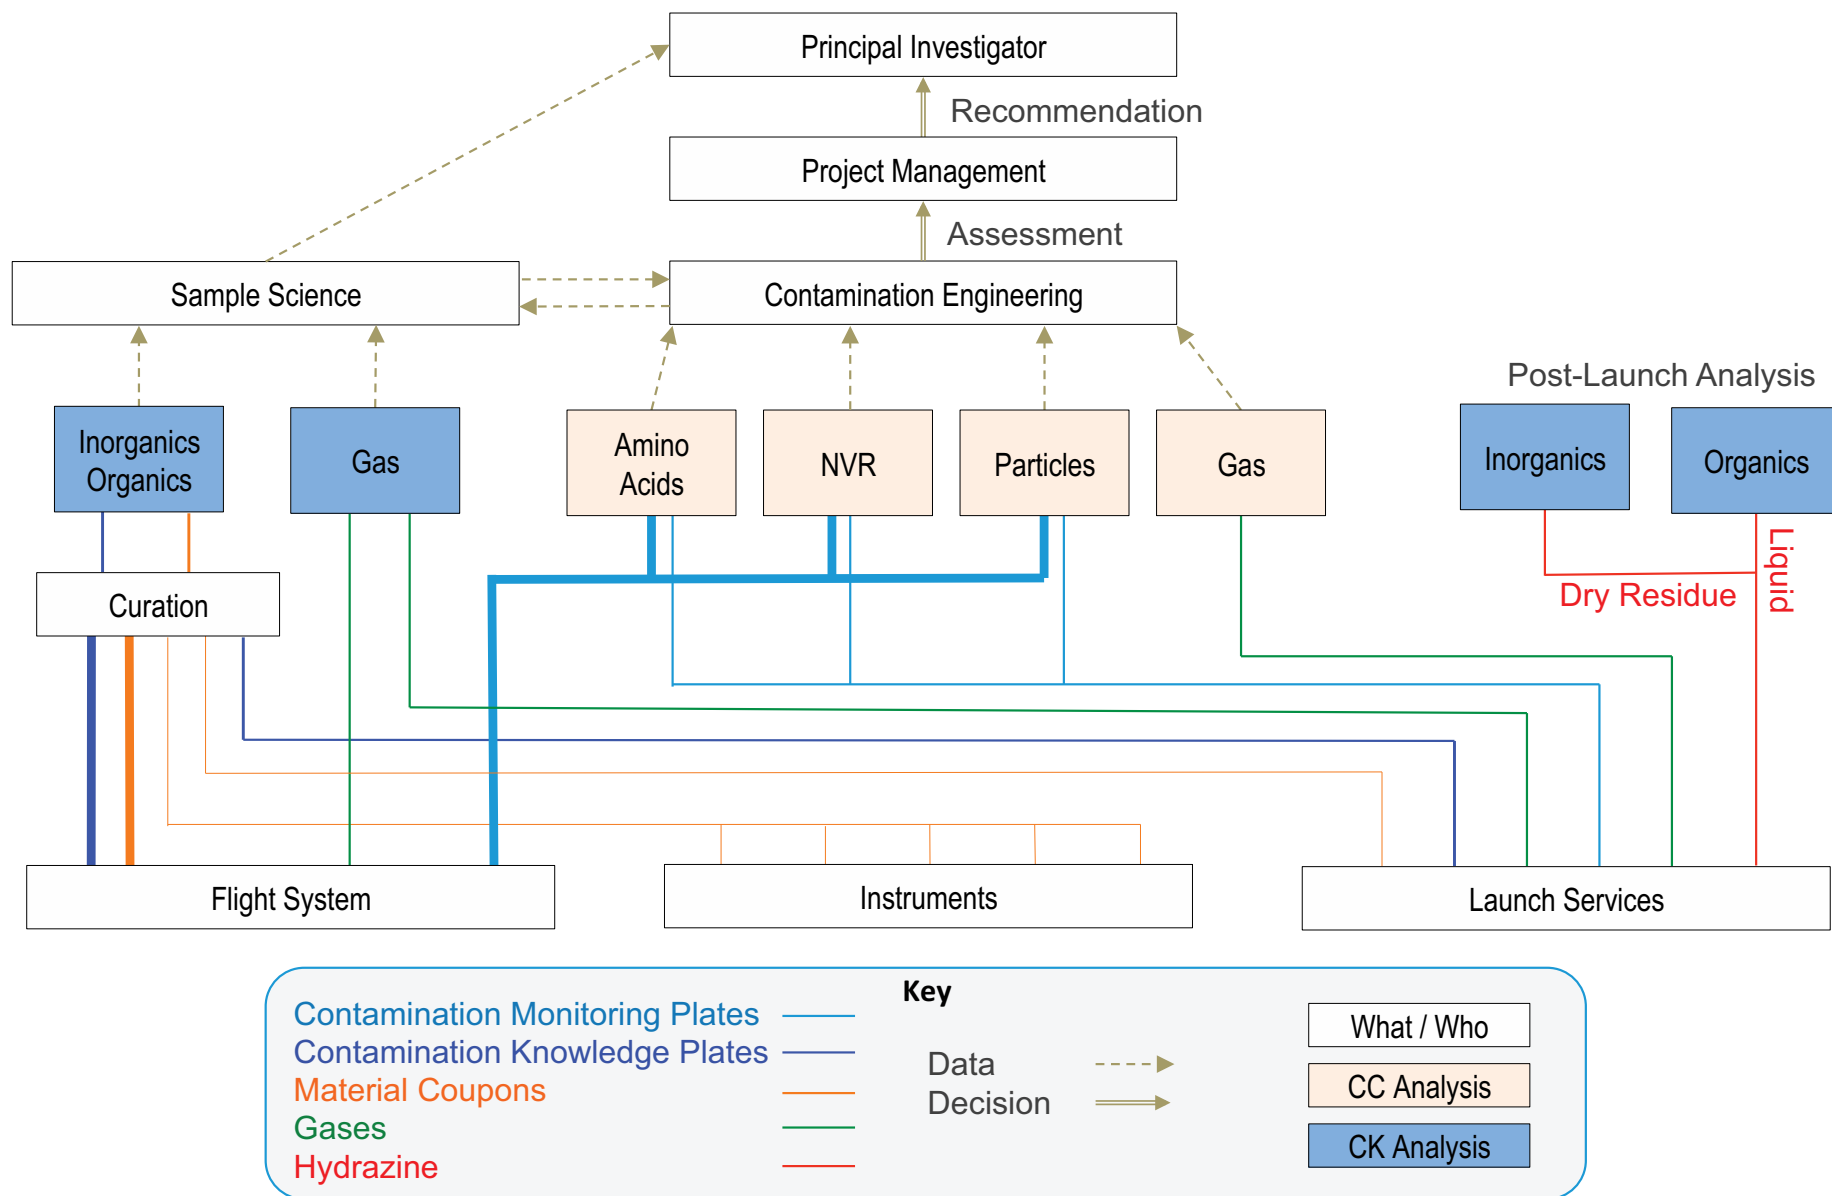 Principal Investigator
Recommendation
Project Management
Assessment
Sample Science
Contamination Engineering
Post-Launch Analysis
Inorganics
Organics
Gas
Amino
Acids
NVR
Particles
Gas
Inorganics
Organics
Liquid
Dry Residue
Curation
Flight System
Instruments
Launch Services
Key
Contamination Monitoring Plates
Contamination Knowledge Plates
Material Coupons
Gases
Hydrazine
Data
Decision
What / Who
CC Analysis
CK Analysis